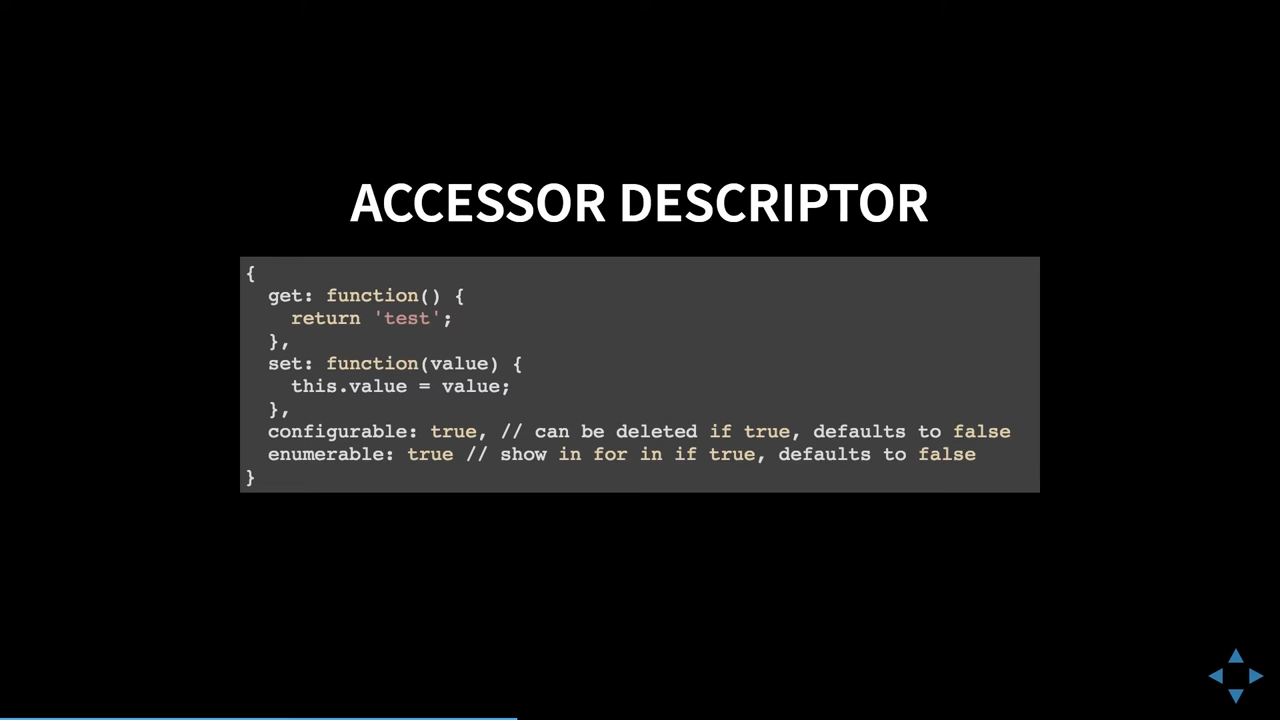 ACCESSOR DESCRIPTOR
{
  get: function() {
    return 'test';
  },
  set: function(value) {
    this.value = value;
  },
  configurable: true, // can be deleted if true, defaults to false
  enumerable: true // show in for in if true, defaults to false
}